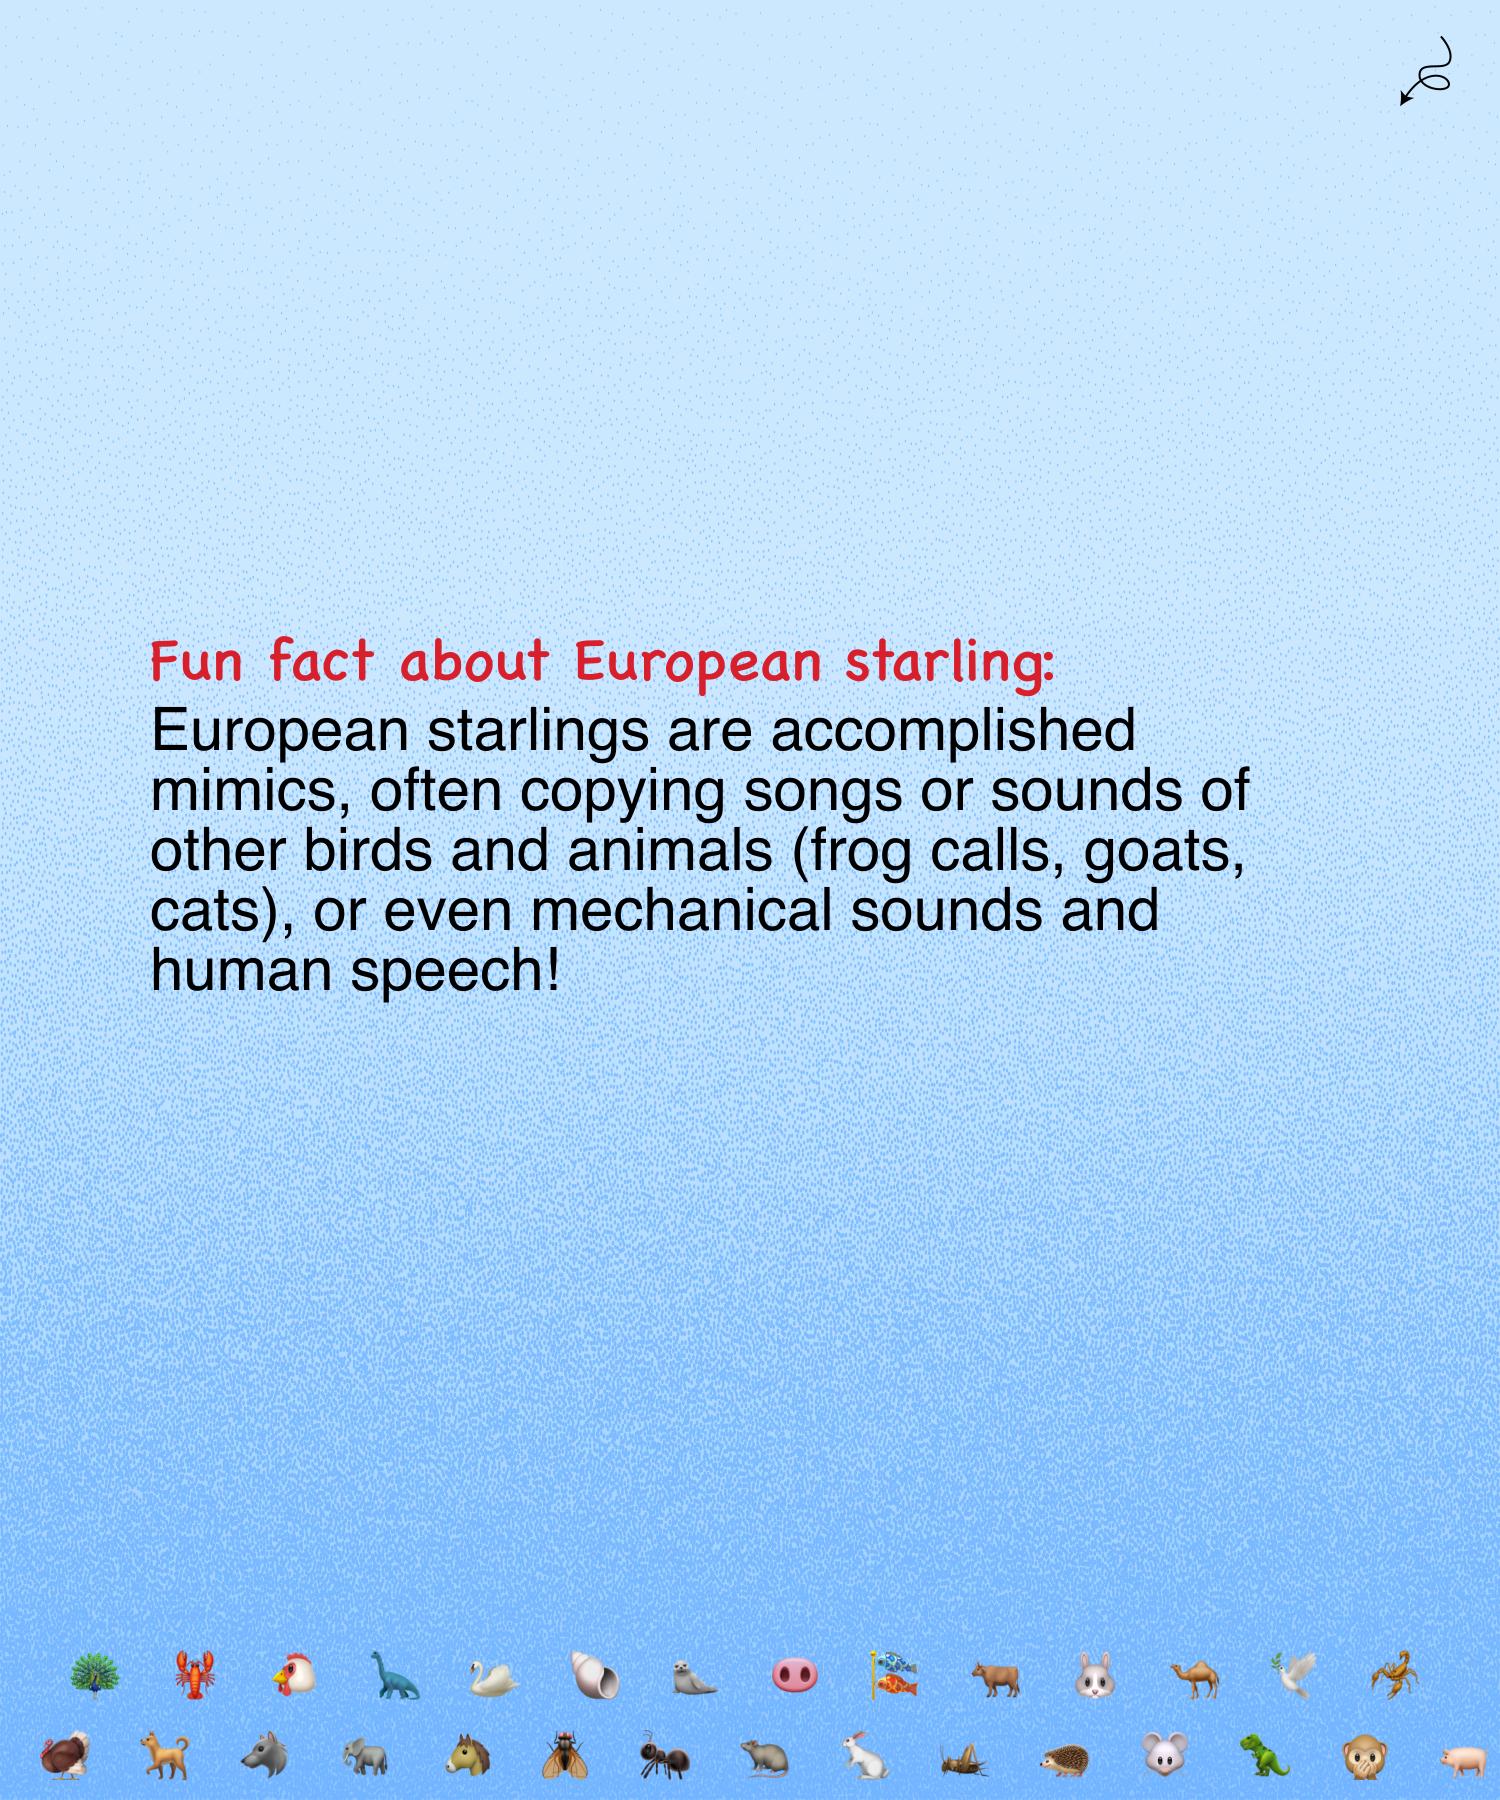 Fun fact about European starling:
European starlings are accomplished
mimics, often copying songs or sounds of
other birds and animals (frog calls, goats,
cats), or even mechanical sounds and
human speech!